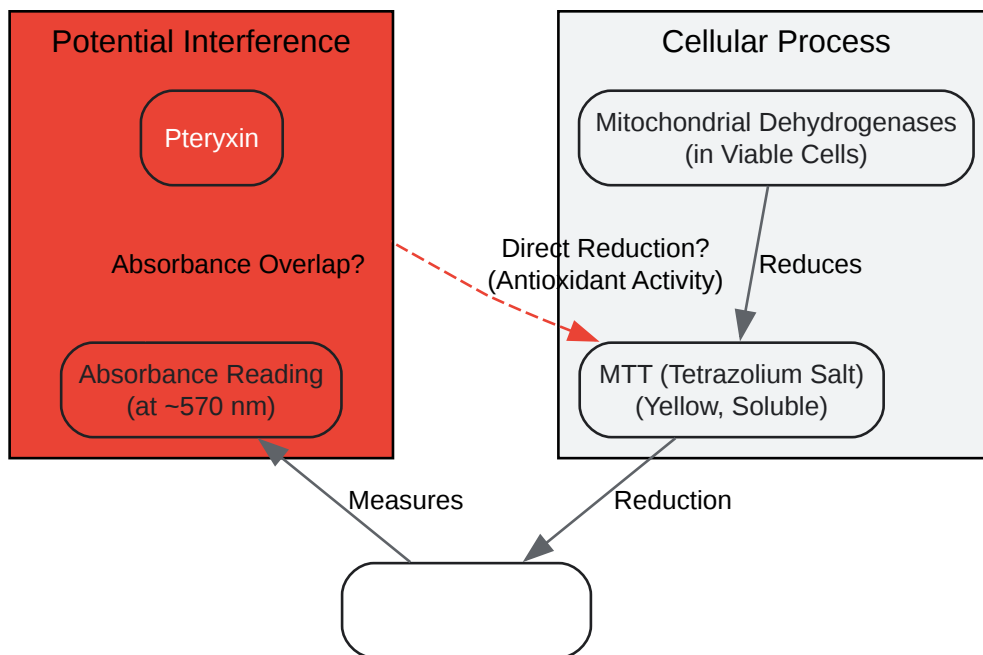 Potential Interference
Pteryxin
Absorbance Overlap?
Absorbance Reading
(at ~570 nm)
Cellular Process
Mitochondrial Dehydrogenases
(in Viable Cells)
Direct Reduction?
(Antioxidant Activity)
Reduces
MTT (Tetrazolium Salt)
(Yellow, Soluble)
Measures
Reduction